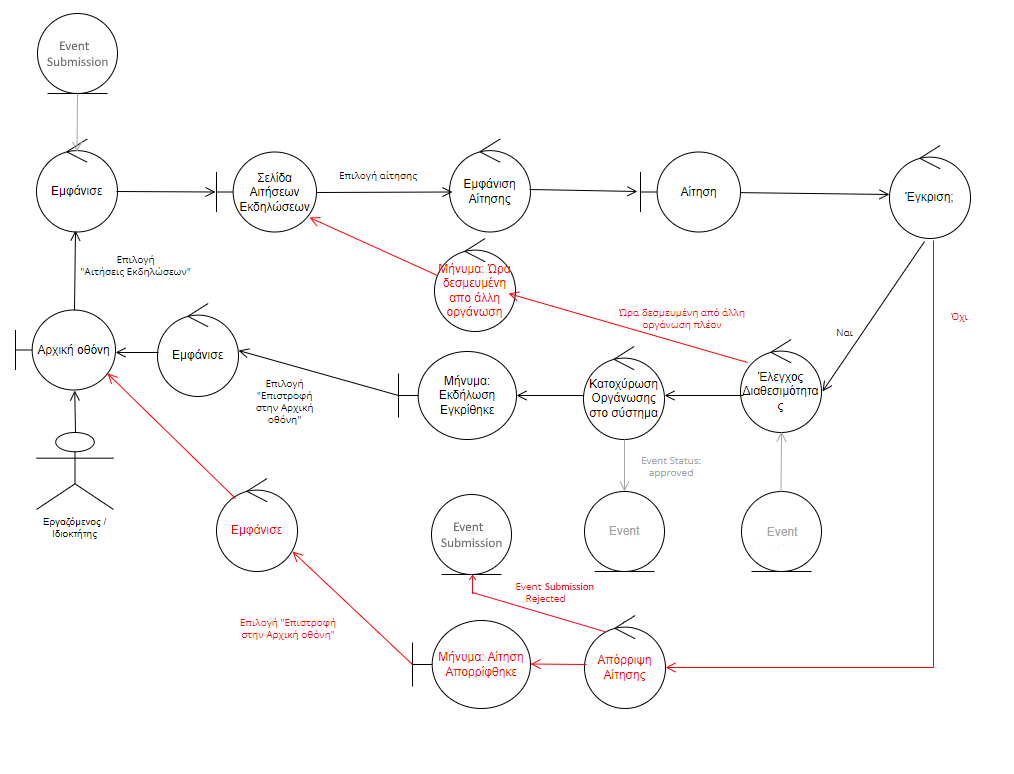 Event
Submission
Εμφάνισε
Σελίδα
Αιτήσεων
Εκδηλώσεων
Επιλογή αίτησης
Εμφάνιση
Αίτησης
Αίτηση
Έγκριση;
Επιλογή
"Αιτήσεις Εκδηλώσεων"
Μήνυμα: Ώρα
δεσμευμένη
απο άλλη
οργάνωση
Ώρα δεσμευμένη από άλλη
οργάνωση πλέον
Ναι
Όχι
Αρχική οθόνη
Εμφάνισε
Επιλογή
"Επιστροφή
στην Αρχική
οθόνη"
Μήνυμα:
Εκδήλωση
Εγκρίθηκε
Κατοχύρωση
Οργάνωσης
στο σύστημα
Έλεγχος
Διαθεσιμότητα
ς
Event Status:
approved
Εργαζόμενος /
Ιδιοκτήτης
Εμφάνισε
Event
Submission
Event
Event
Event Submission
Rejected
Επιλογή "Επιστροφή
στην Αρχική οθόνη"
Μήνυμα: Αίτηση
Απορρίφθηκε
Απόρριψη
Αίτησης